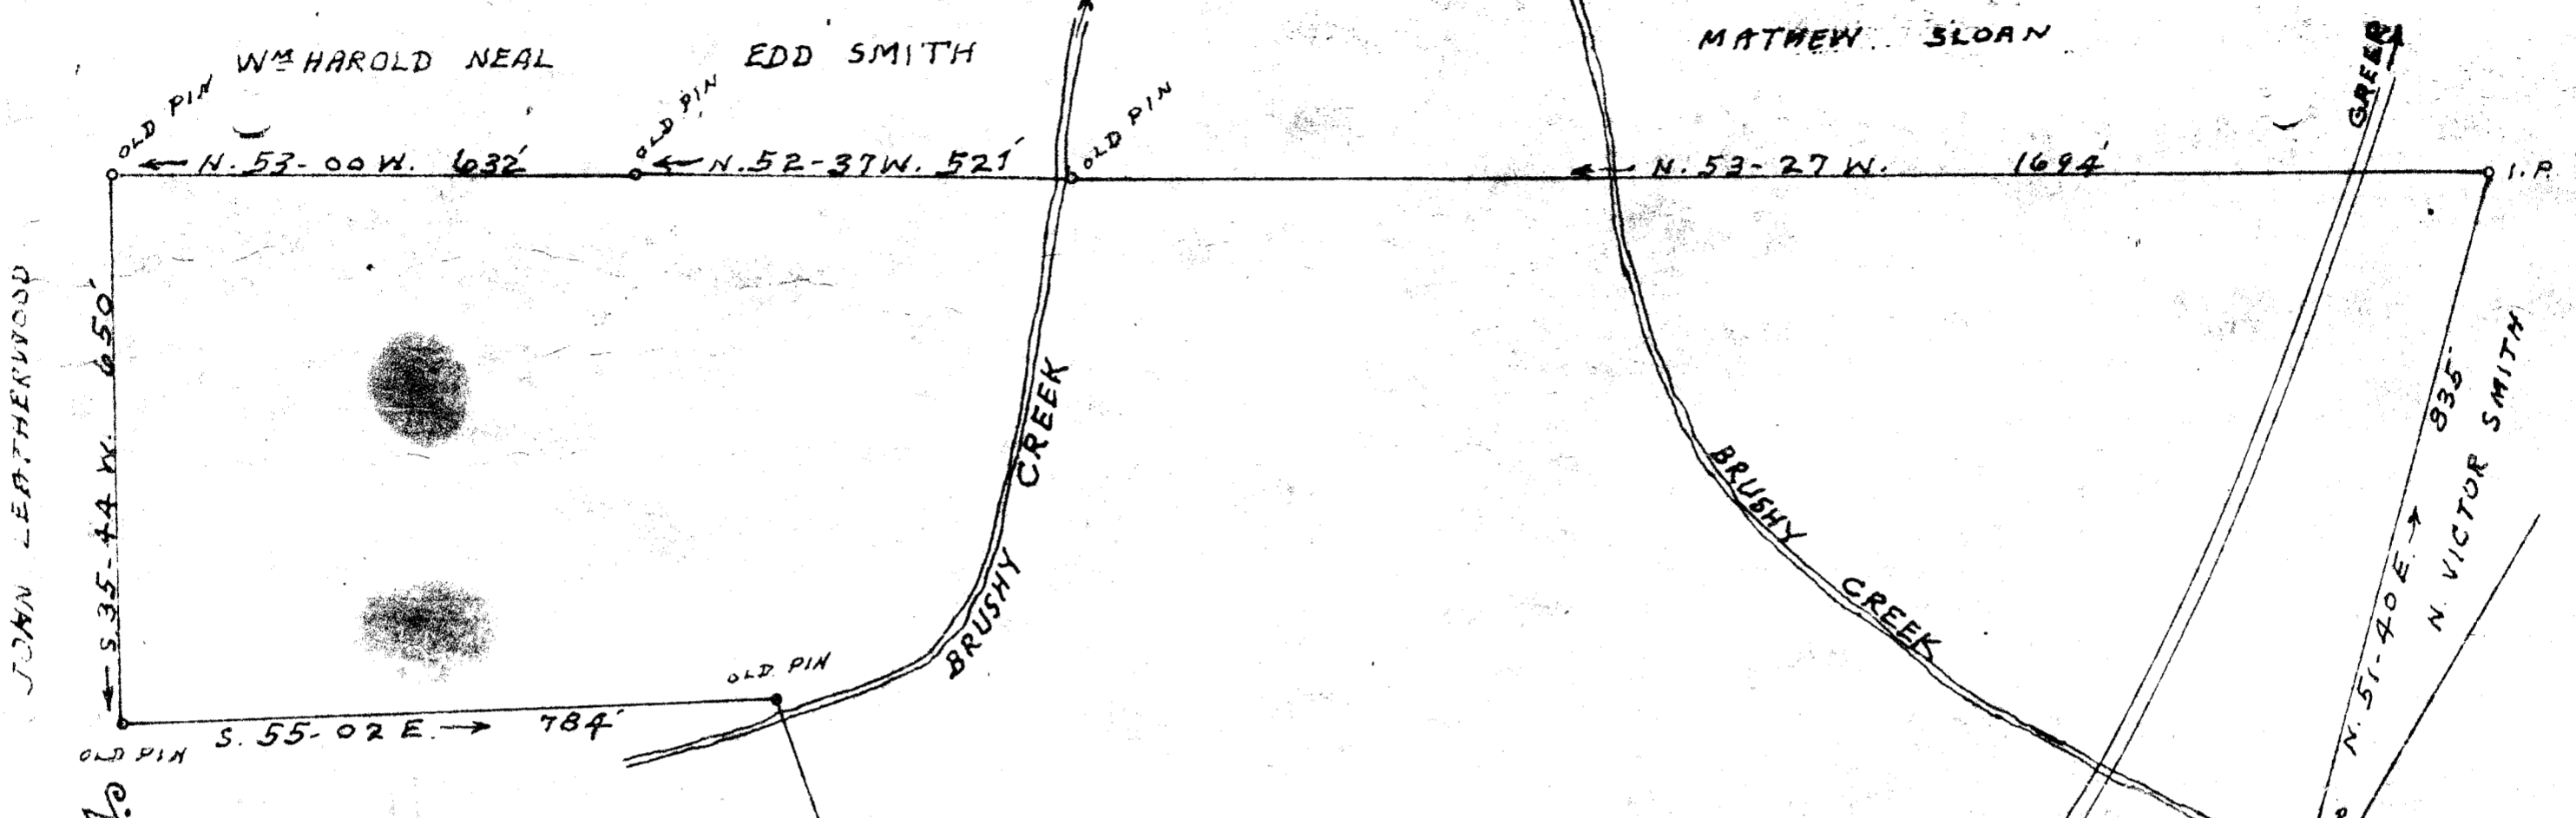 Wᴹ HAROLD NEAL
EDD SMITH
MATHEW SLOAN
GREER
OLD PIN
OLD PIN
OLD PIN
← N. 53-00 W. 632'
← N. 52-37 W. 521'
← N. 53-27 W. 1694'
I. P.
JOHN LEATHERWOOD
← S. 35-44 W. 650'
BRUSHY CREEK
BRUSHY CREEK
N. 51-40 E. → 835'
N. VICTOR SMITH
OLD PIN
OLD PIN
S. 55-02 E. → 784'